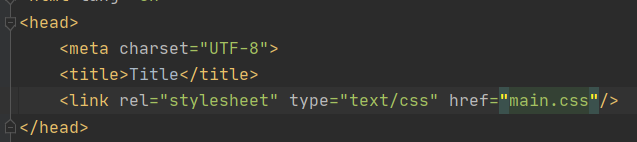 <head>
<meta charset="UTF-8">
<title>Title</title>
<link rel="stylesheet" type="text/css" href="main.css"/>
</head>